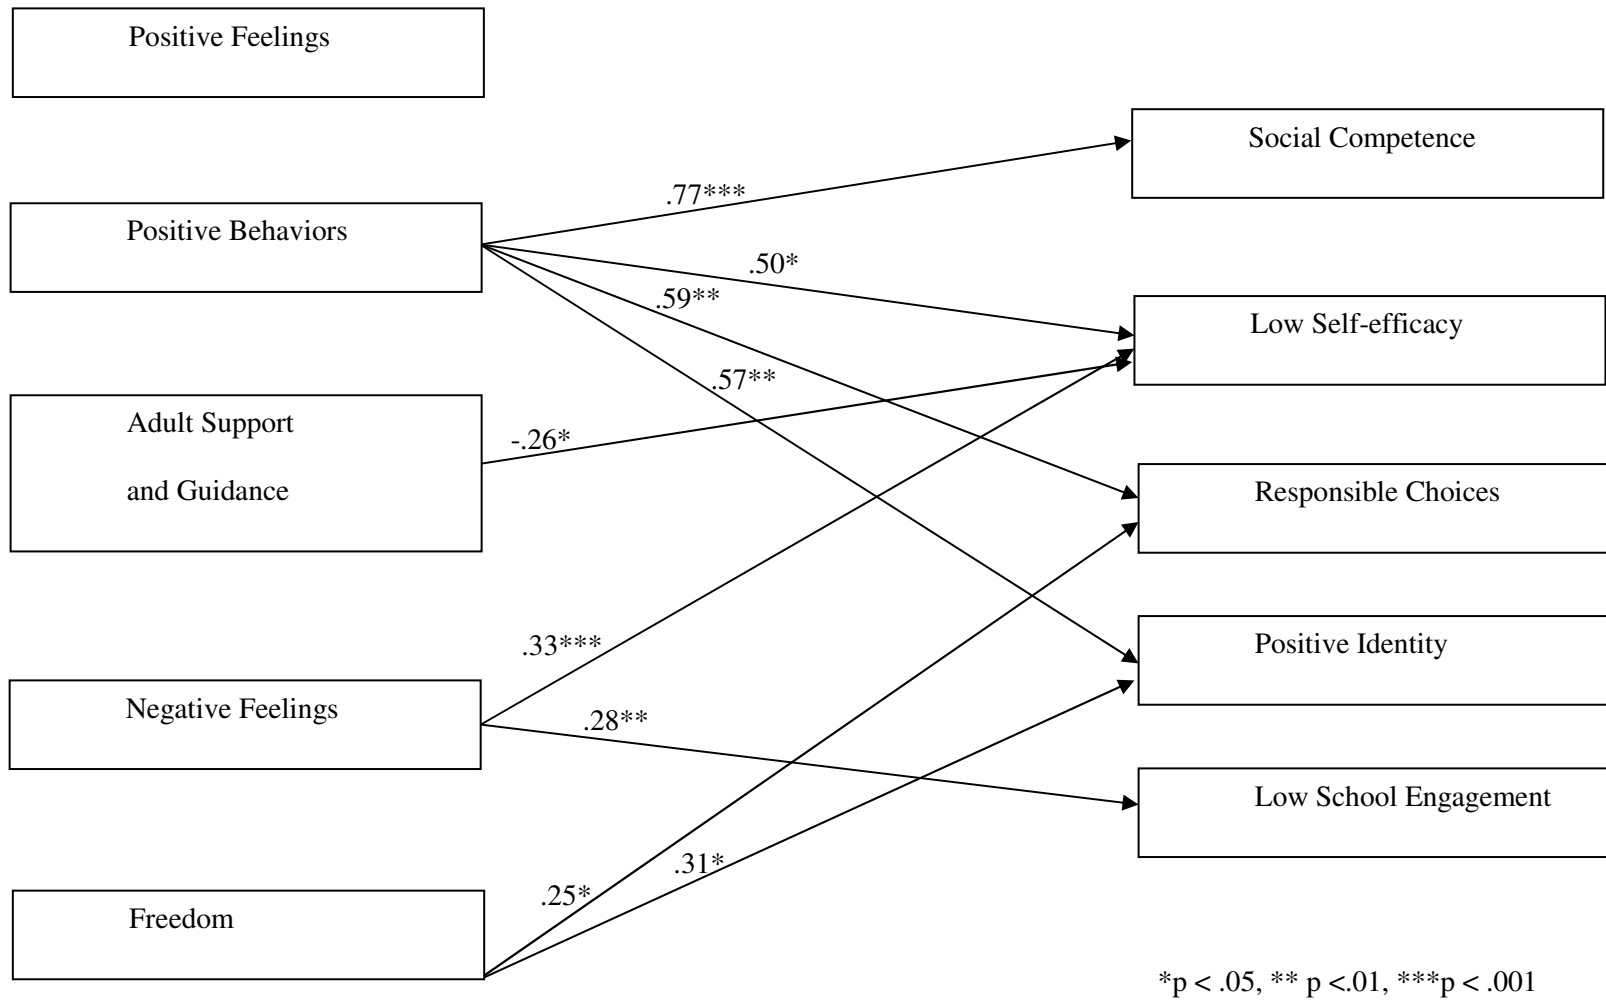 Positive Feelings
Social Competence
.77***
Positive Behaviors
.50*
.59**
Low Self-efficacy
.57**
Adult Support
and Guidance
-.26*
Responsible Choices
.33***
Positive Identity
Negative Feelings
.28**
Low School Engagement
.31*
.25*
Freedom
*p < .05, ** p <.01, ***p < .001